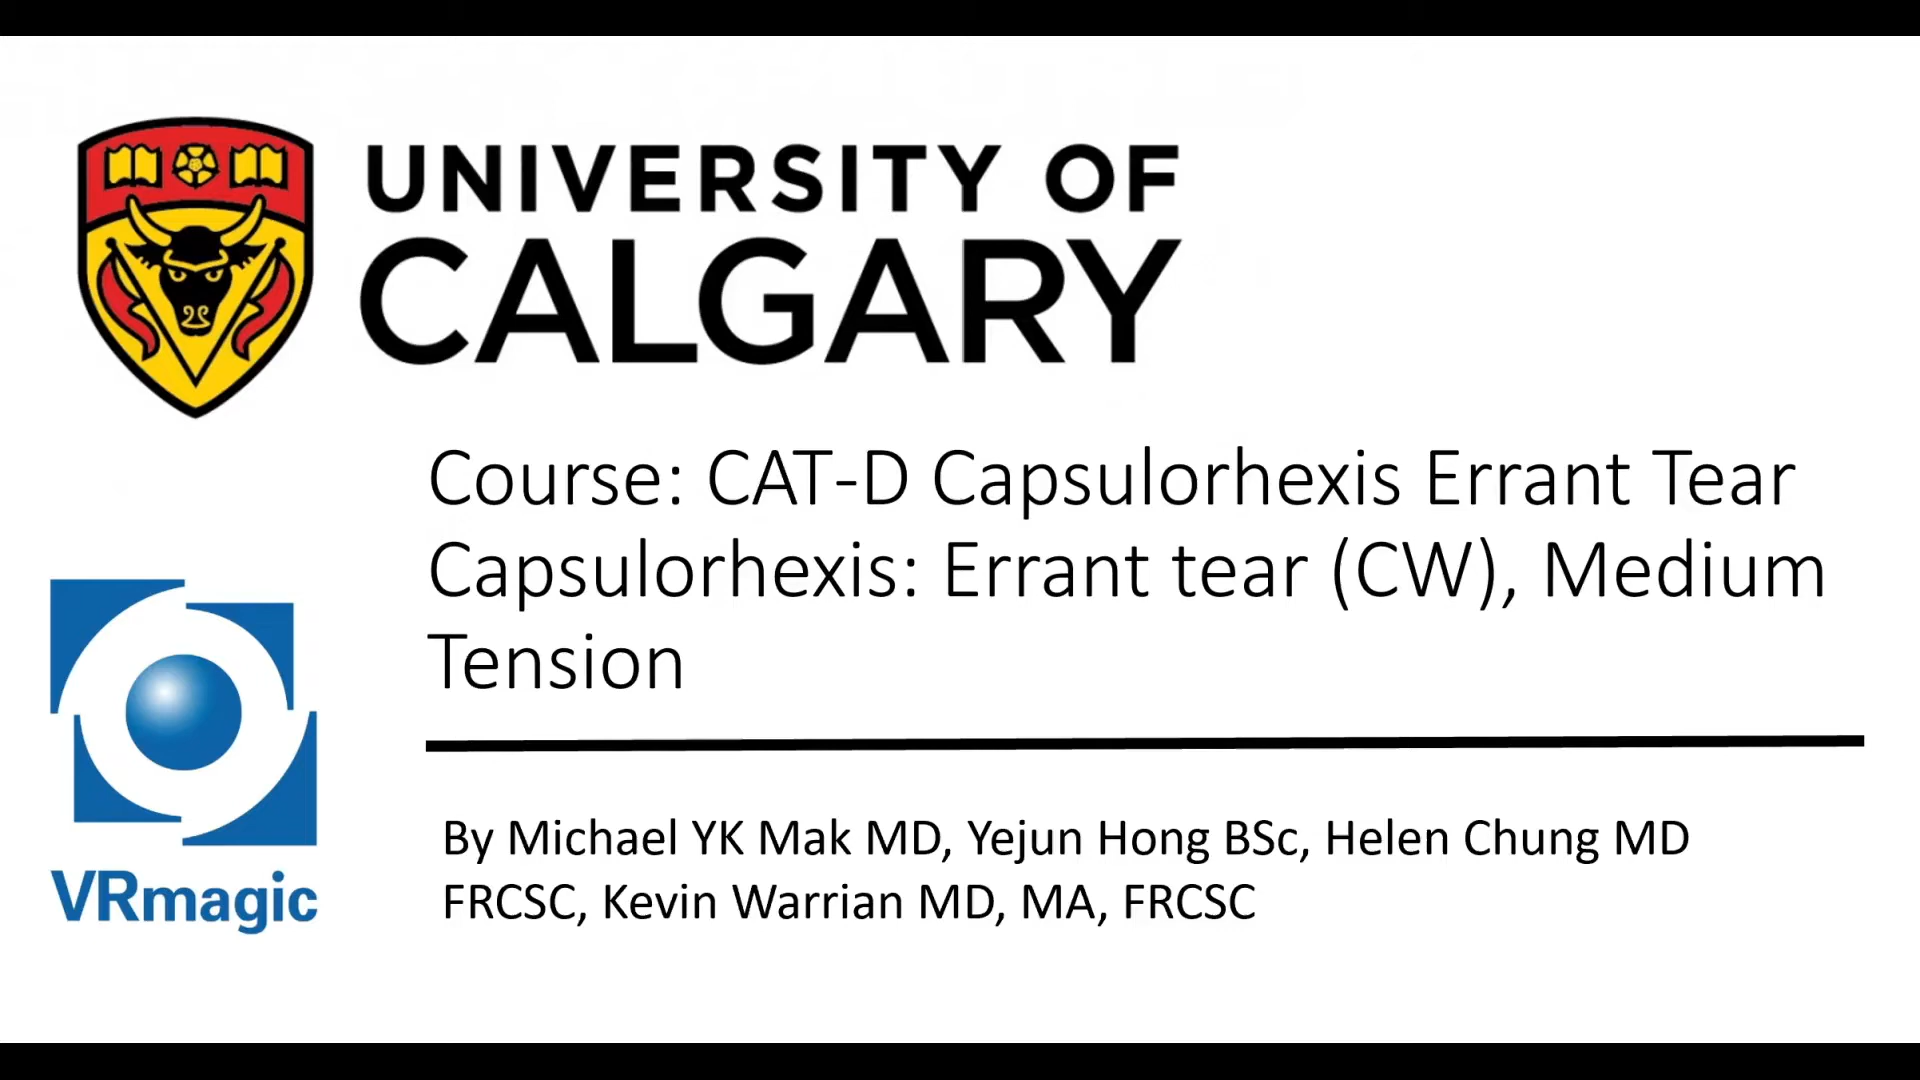 UNIVERSITY OF
CALGARY
Course: CAT-D Capsulorhexis Errant Tear
Capsulorhexis: Errant tear (CW), Medium
Tension
VRmagic
By Michael YK Mak MD, Yejun Hong BSc, Helen Chung MD
FRCSC, Kevin Warrian MD, MA, FRCSC